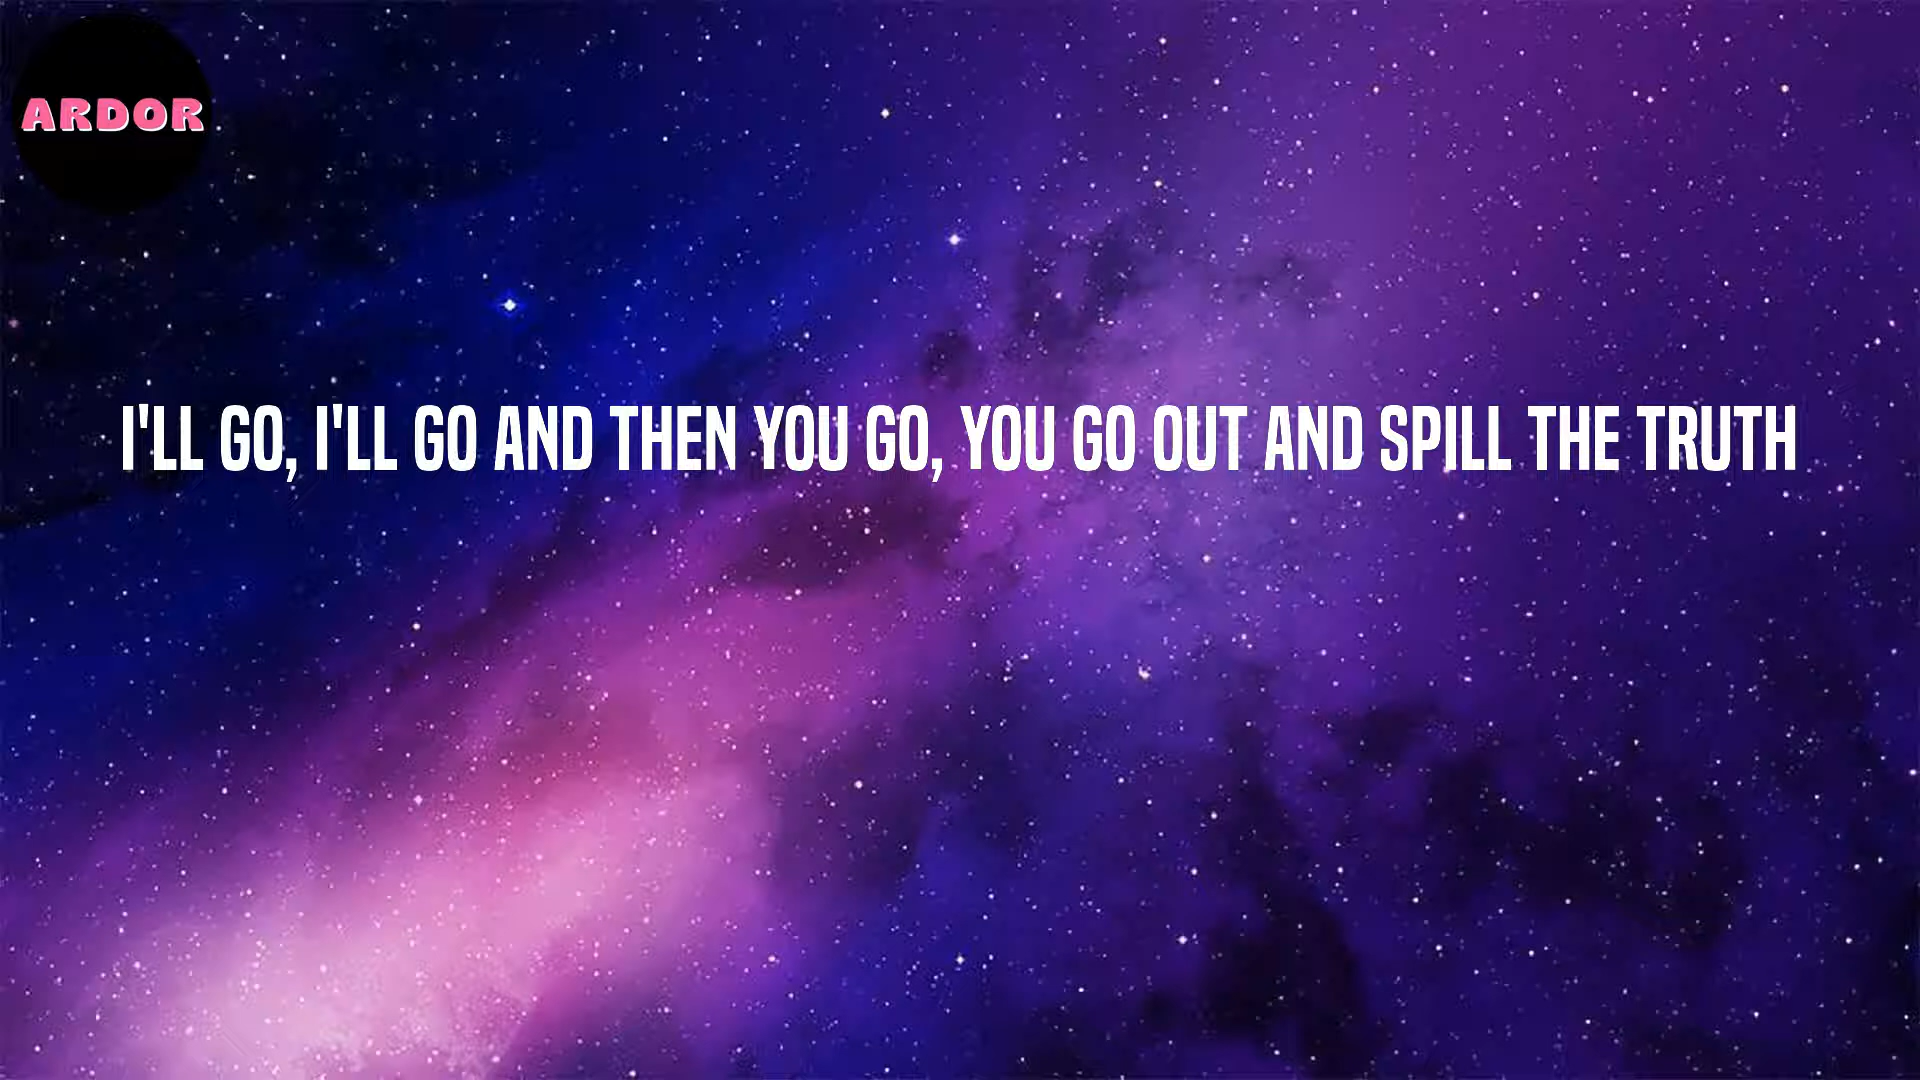 ARDOR
I'LL GO, I'LL GO AND THEN YOU GO, YOU GO OUT AND SPILL THE TRUTH